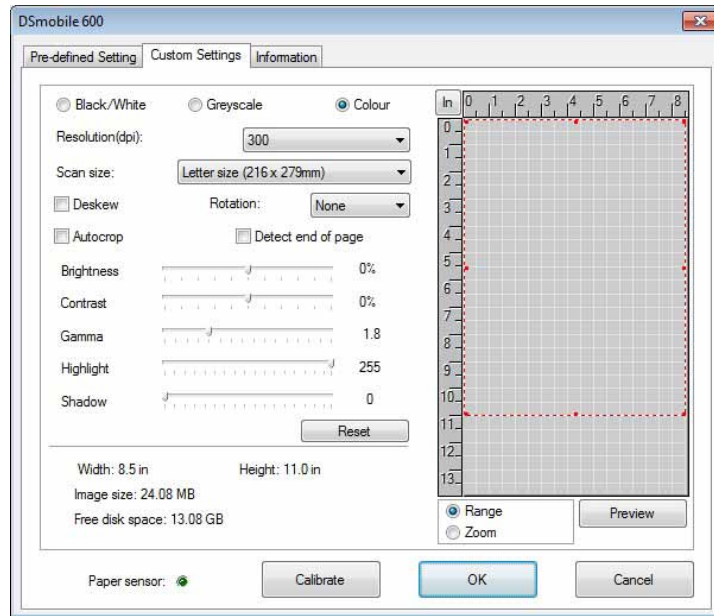 DSmobile 600
Pre-defined Setting Custom Settings Information
Black/White Greyscale Colour
Resolution(dpi): 300
Scan size: Letter size (216 x 279mm)
Deskew Rotation: None
Autocrop Detect end of page
Brightness 0%
Contrast 0%
Gamma 1.8
Highlight 255
Shadow 0
Reset
Width: 8.5 in Height: 11.0 in
Image size: 24.08 MB
Free disk space: 13.08 GB
In 0 1 2 3 4 5 6 7 8
0
1
2
3
4
5
6
7
8
9
10
11
12
13
Range Preview
Zoom
Paper sensor: Calibrate OK Cancel